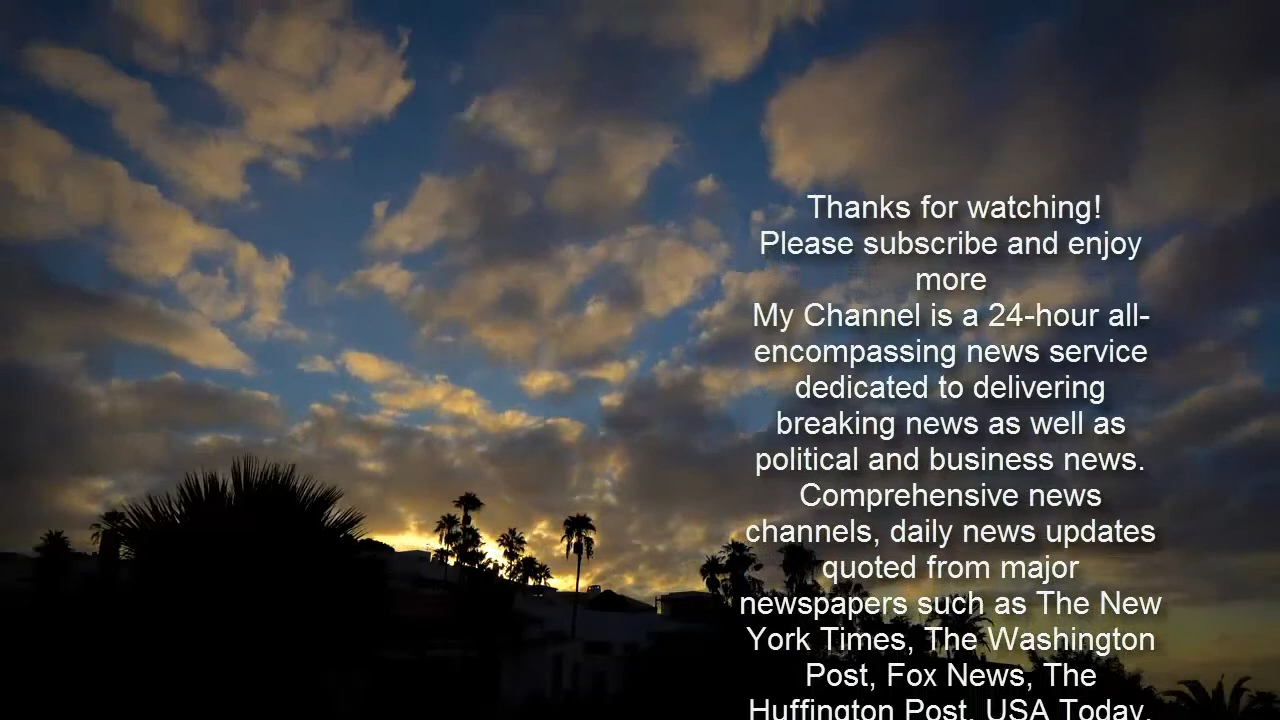 Thanks for watching!
Please subscribe and enjoy
more
My Channel is a 24-hour all-
encompassing news service
dedicated to delivering
breaking news as well as
political and business news.
Comprehensive news
channels, daily news updates
quoted from major
newspapers such as The New
York Times, The Washington
Post, Fox News, The
Huffington Post, USA Today,